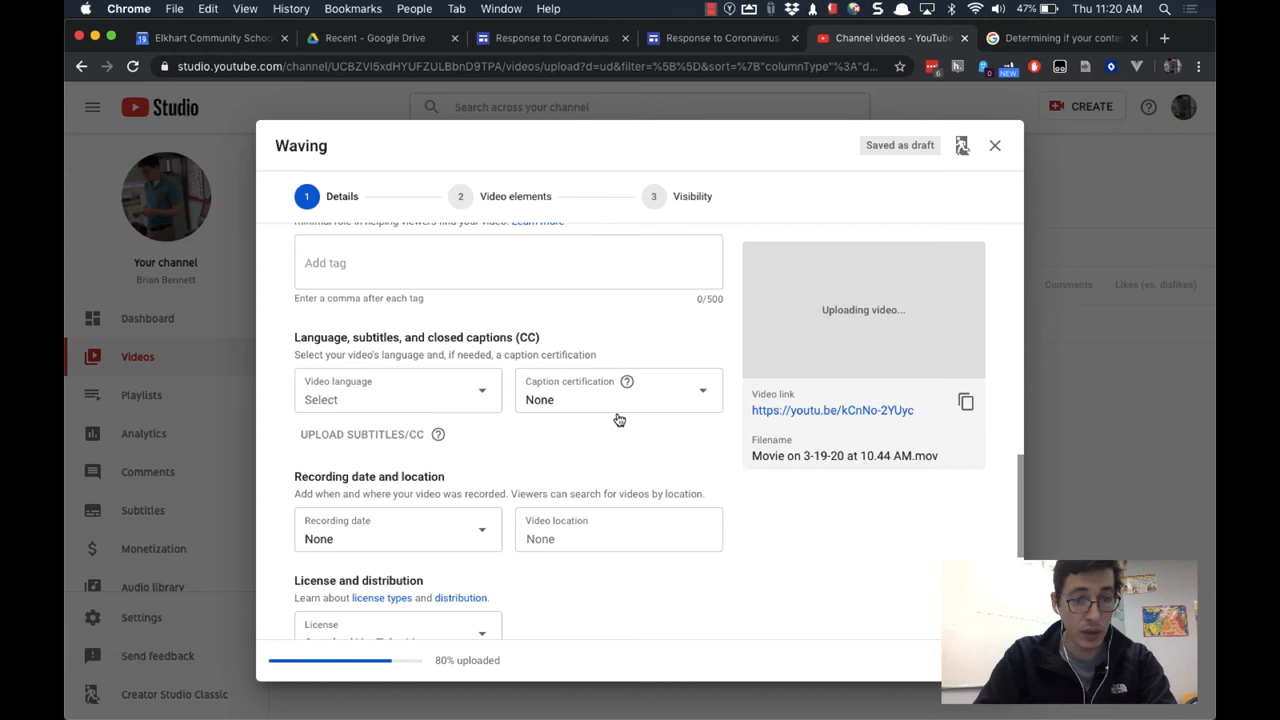 Chrome File Edit View History Bookmarks People Tab Window Help
47% Thu 11:20 AM
Elkhart Community Schoo
Recent - Google Drive
Response to Coronavirus
Response to Coronavirus
Channel videos - YouTube
Determining if your conte
studio.youtube.com/channel/UCBZVI5xdHYUFZULBbnD9TPA/videos/upload?d=ud&filter=%5B%5D&sort=%7B"columnType"%3A"d...
6
0
NEW
Studio
Search across your channel
CREATE
Waving
Saved as draft
1 Details
2 Video elements
3 Visibility
Your channel
Brian Bennett
Dashboard
Videos
Playlists
Analytics
Comments
Subtitles
Monetization
Audio library
Settings
Send feedback
Creator Studio Classic
minimal role in helping viewers find your video. Learn more
Add tag
Enter a comma after each tag
0/500
Language, subtitles, and closed captions (CC)
Select your video's language and, if needed, a caption certification
Video language
Select
Caption certification
None
UPLOAD SUBTITLES/CC
Recording date and location
Add when and where your video was recorded. Viewers can search for videos by location.
Recording date
None
Video location
None
License and distribution
Learn about license types and distribution.
License
80% uploaded
Uploading video...
Video link
https://youtu.be/kCnNo-2YUyc
Filename
Movie on 3-19-20 at 10.44 AM.mov
Comments
Likes (vs. dislikes)